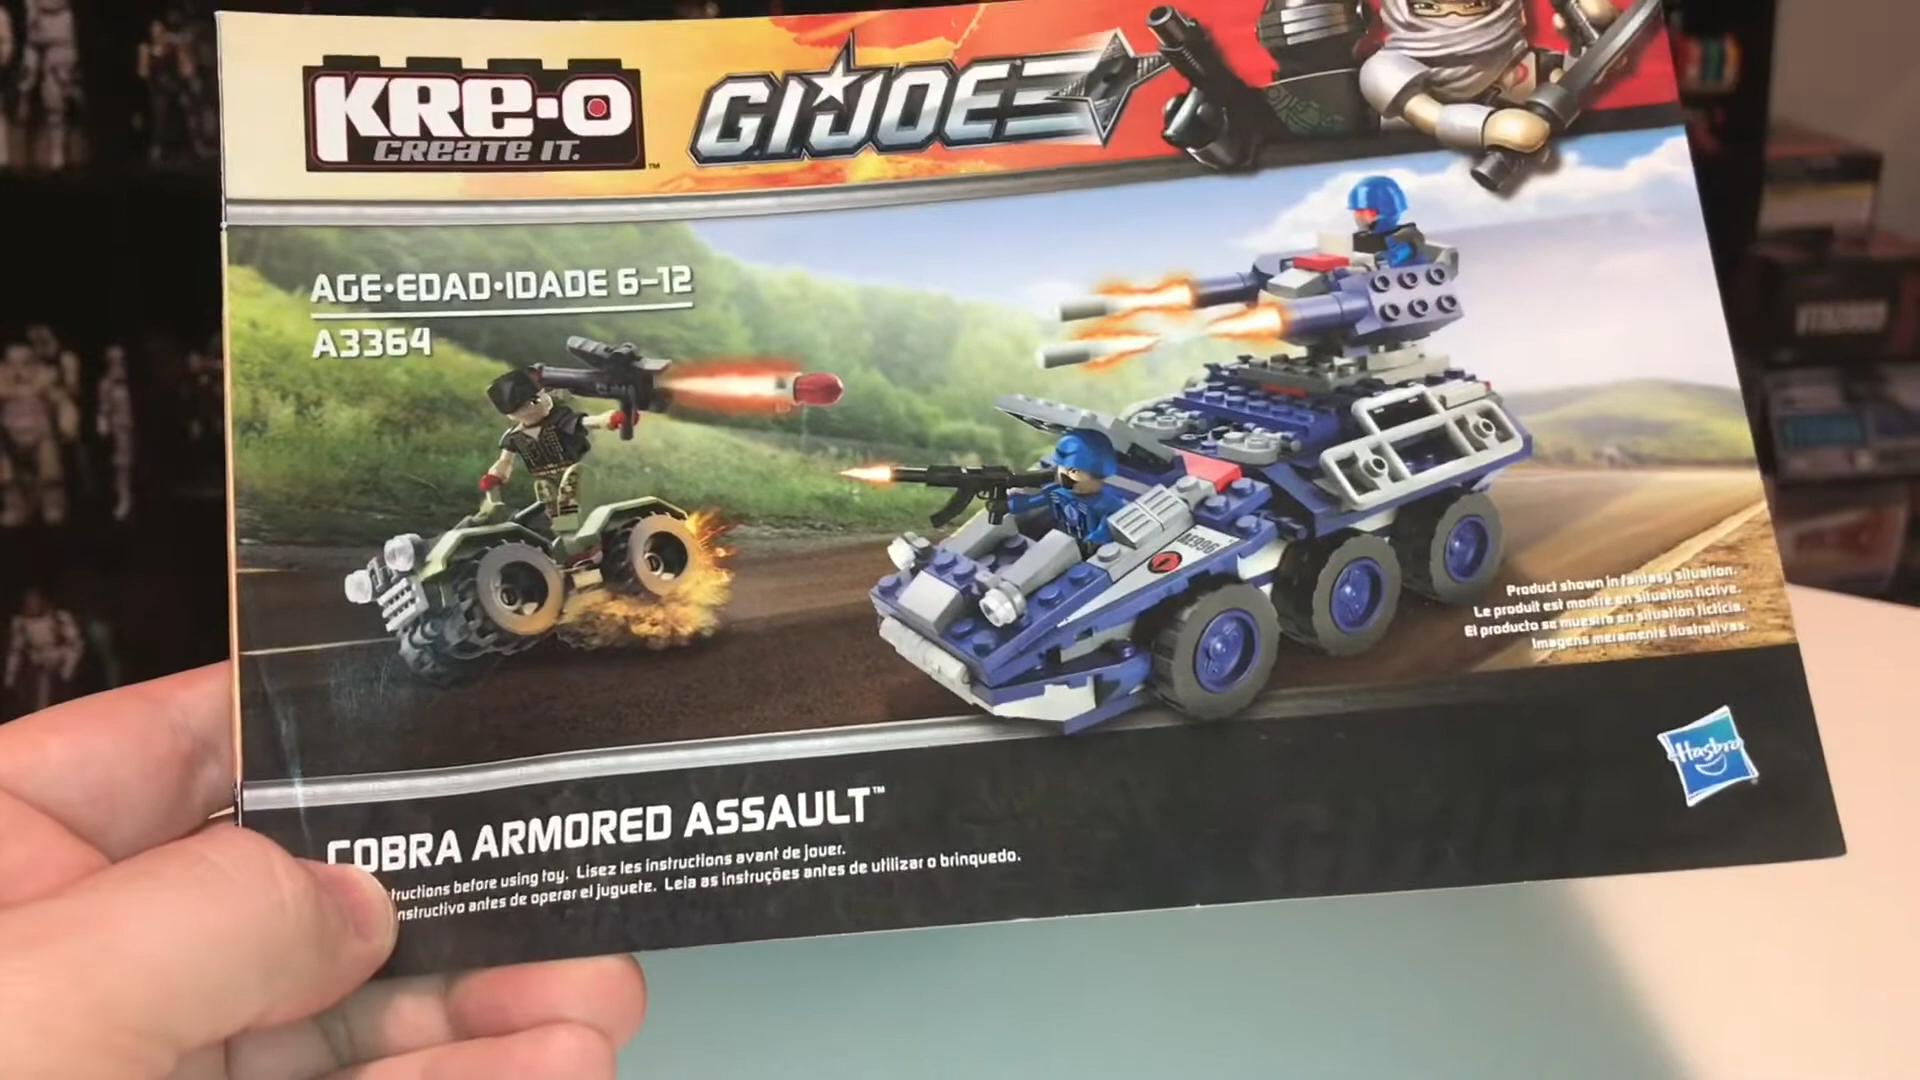 KRE-O
CREATE IT.
™
G.I. JOE
AGE•EDAD•IDADE 6–12
A3364
AE996
Product shown in fantasy situation.
Le produit est montré en situation fictive.
El producto se muestra en situación ficticia.
Imagens meramente ilustrativas.
Hasbro
COBRA ARMORED ASSAULT™
before using toy. Lisez les instructions avant de jouer.
antes de operar el juguete. Leia as instruções antes de utilizar o brinquedo.